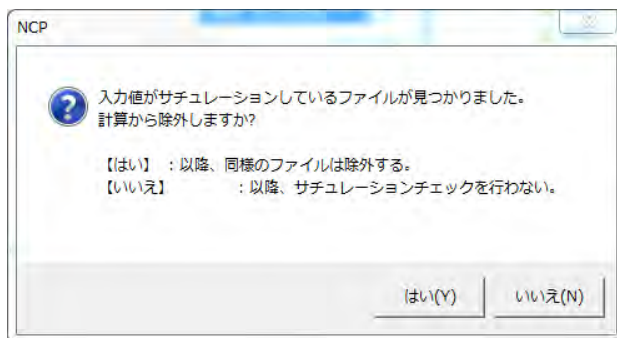 NCP
入力値がサチュレーションしているファイルが見つかりました。
計算から除外しますか?
【はい】 :以降、同様のファイルは除外する。
【いいえ】 :以降、サチュレーションチェックを行わない。
はい(Y) いいえ(N)